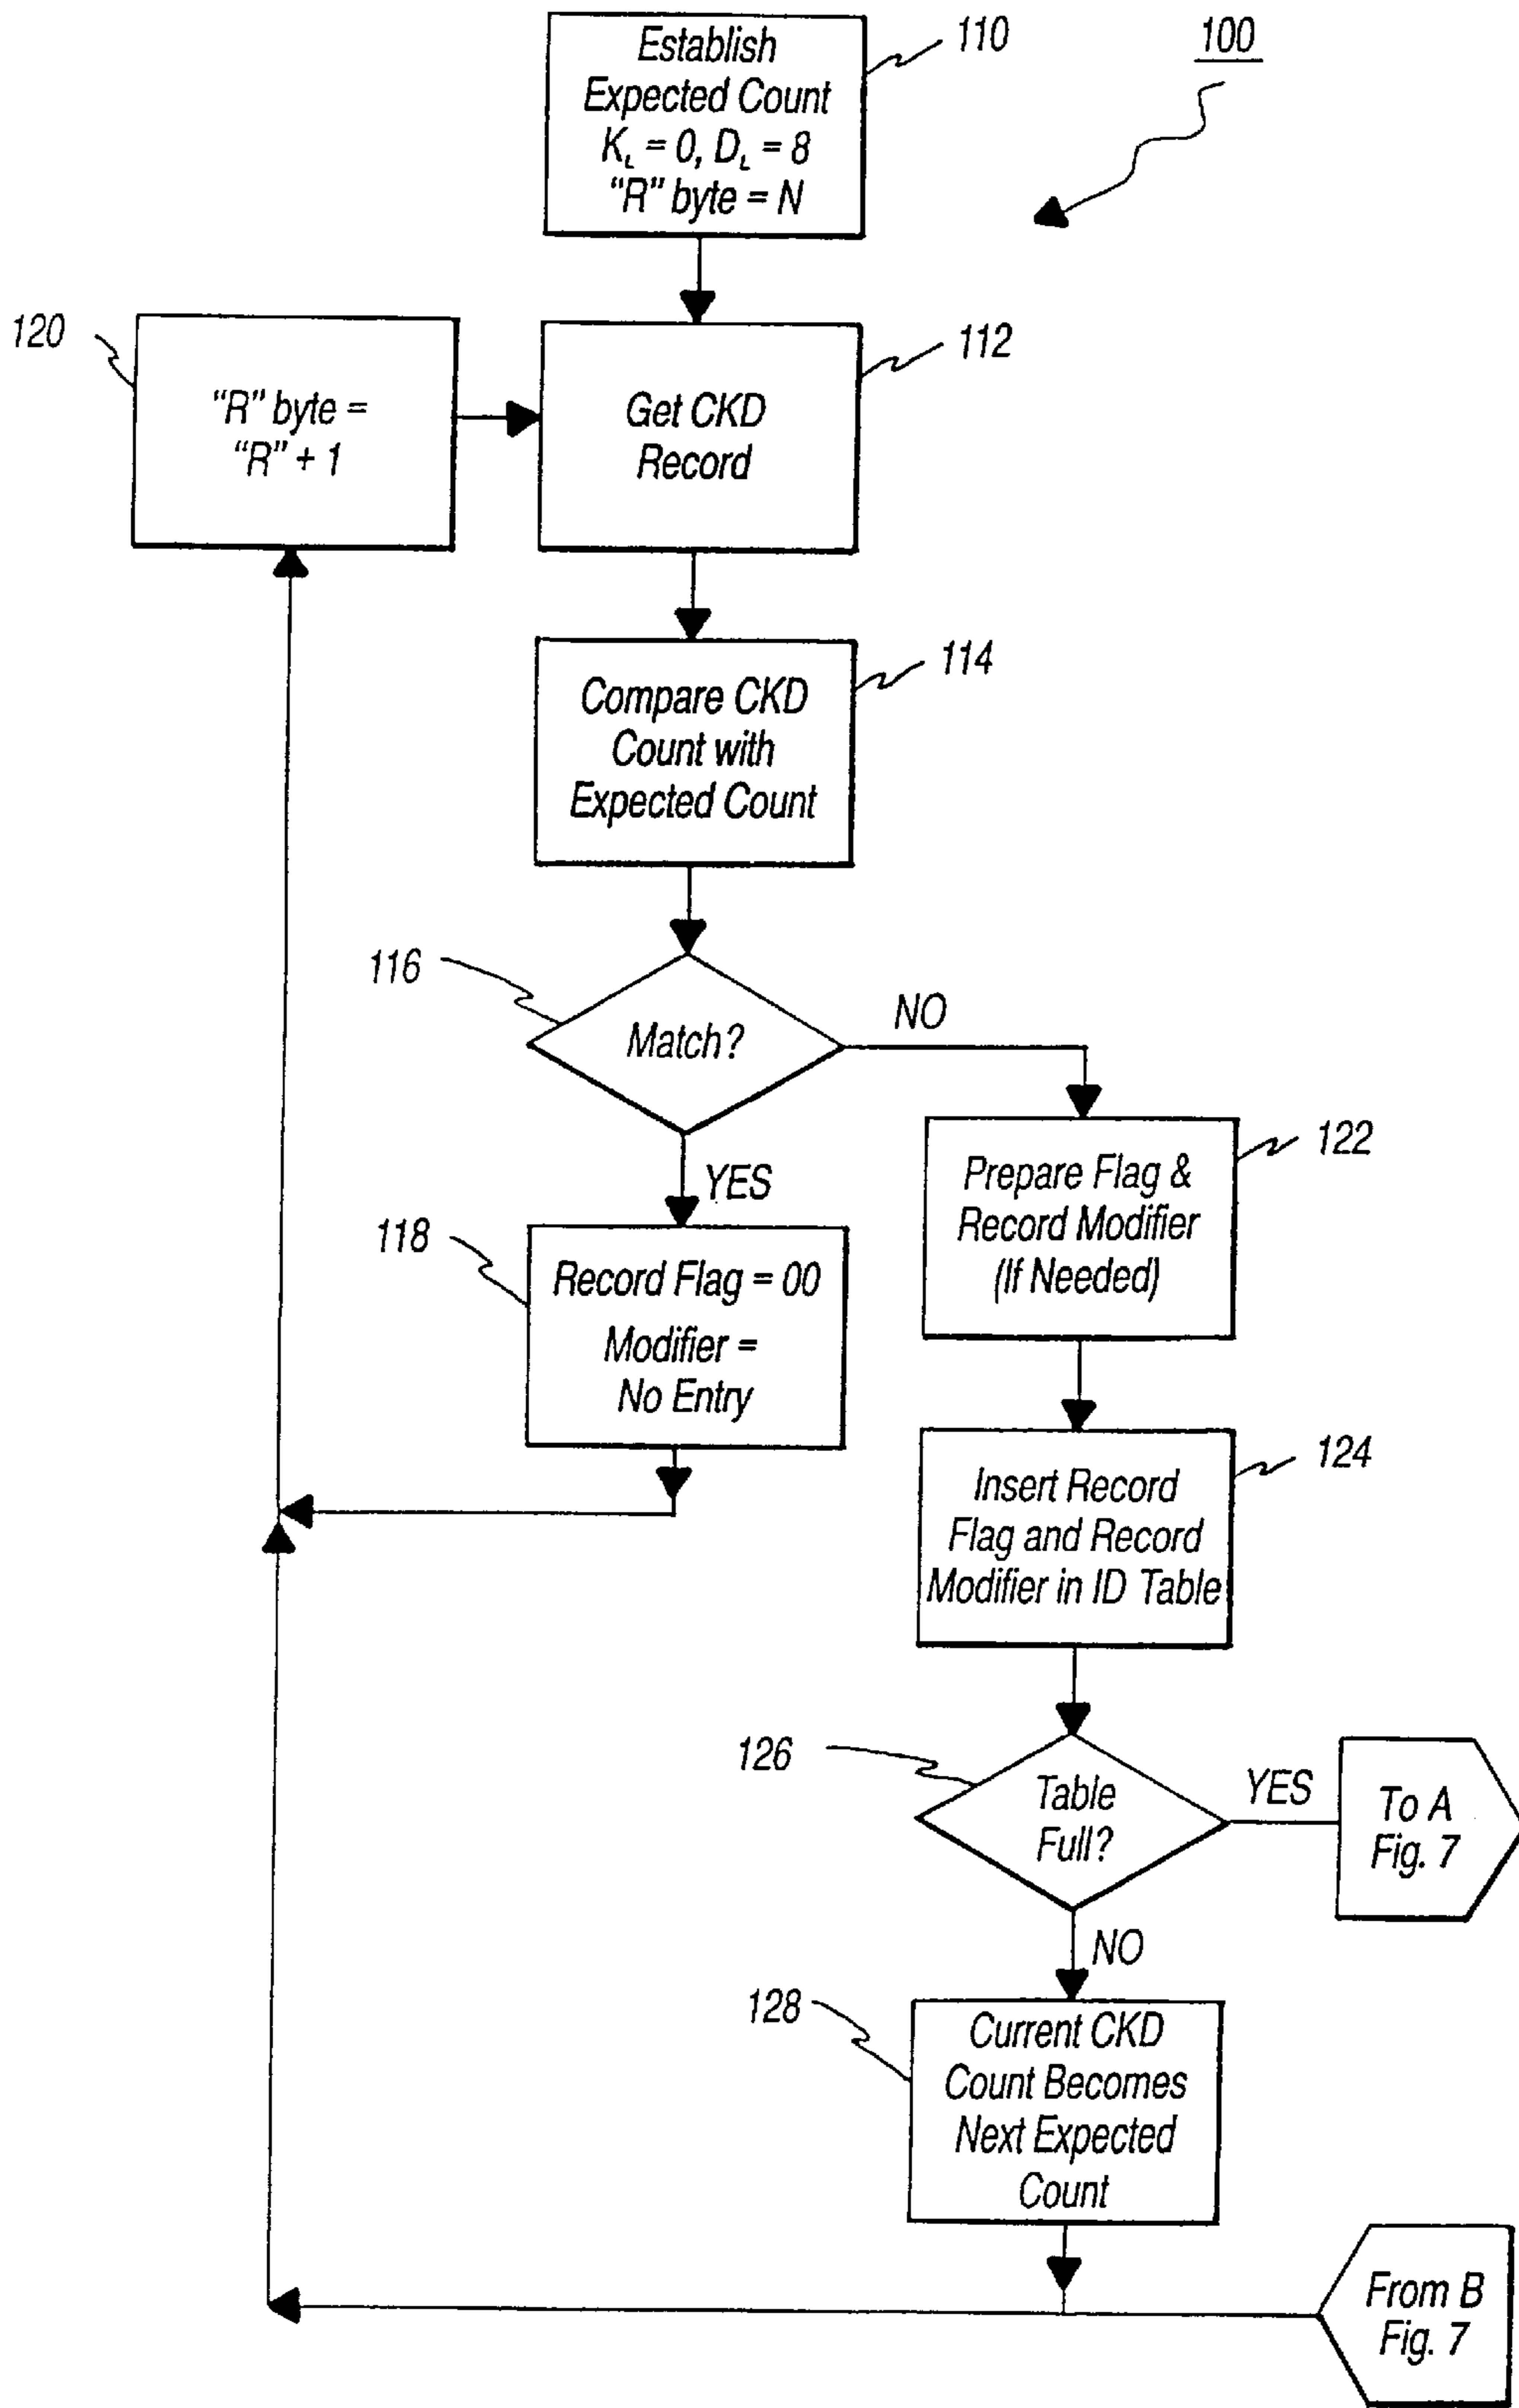 Establish
Expected Count
K_L = 0, D_L = 8
“R” byte = N
110
100
120
“R” byte =
“R” + 1
Get CKD
Record
112
Compare CKD
Count with
Expected Count
114
116
Match?
NO
YES
118
Record Flag = 00
Modifier =
No Entry
Prepare Flag &
Record Modifier
(If Needed)
122
Insert Record
Flag and Record
Modifier in ID Table
124
126
Table
Full?
YES
To A
Fig. 7
NO
128
Current CKD
Count Becomes
Next Expected
Count
From B
Fig. 7